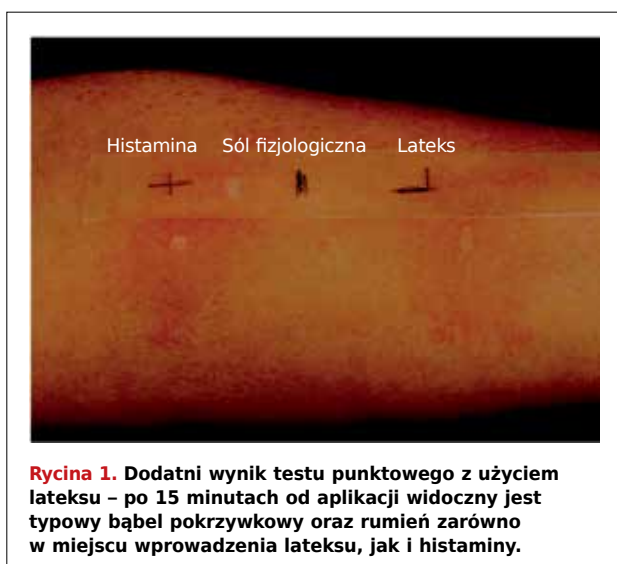 Histamina Sól fizjologiczna Lateks
Rycina 1. Dodatni wynik testu punktowego z użyciem
lateksu – po 15 minutach od aplikacji widoczny jest
typowy bąbel pokrzywkowy oraz rumień zarówno
w miejscu wprowadzenia lateksu, jak i histaminy.